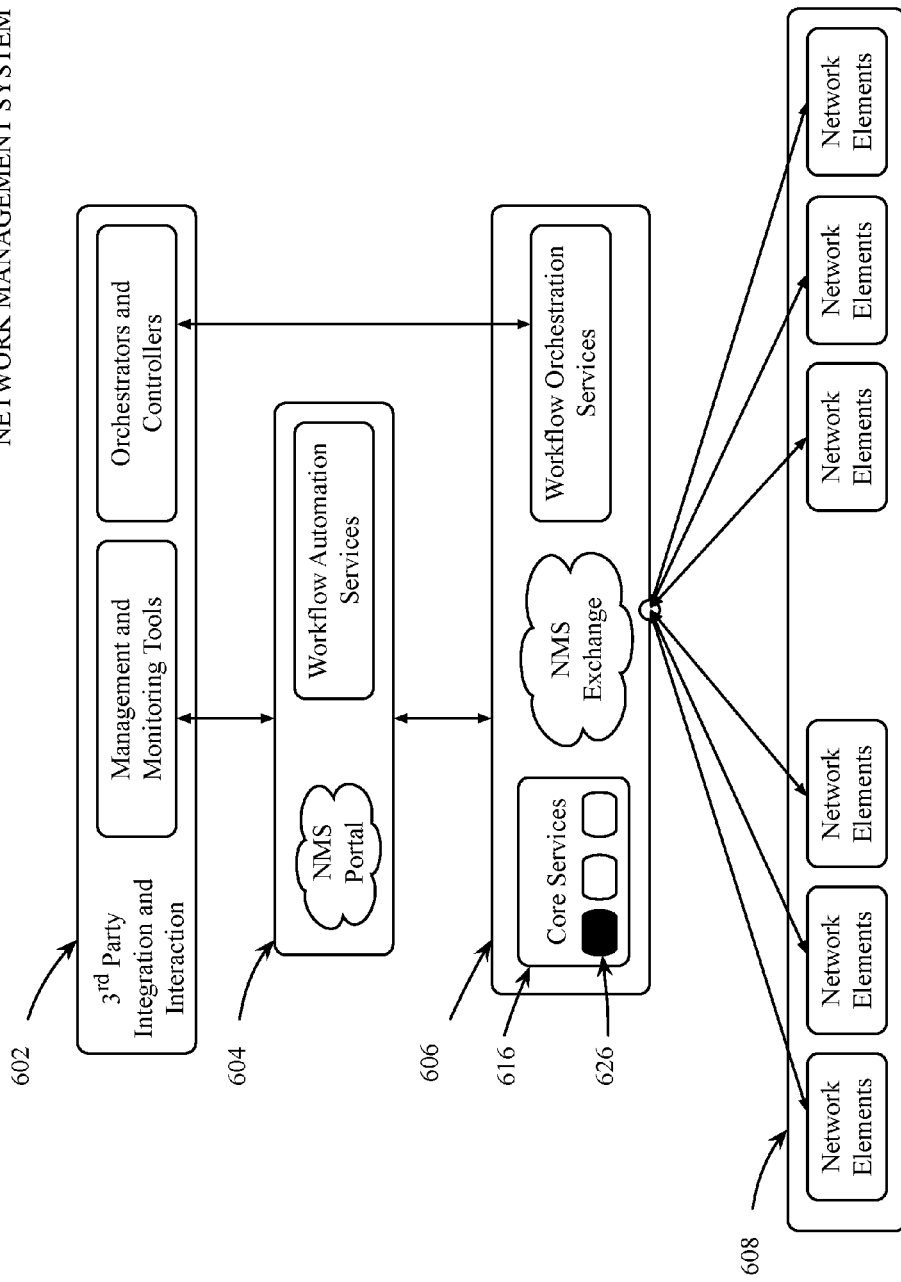 NETWORK MANAGEMENT SYSTEM
602
3rd Party
Integration and
Interaction
Management and
Monitoring Tools
Orchestrators and
Controllers
604
NMS
Portal
Workflow Automation
Services
606
616
626
Core Services
NMS
Exchange
Workflow Orchestration
Services
608
Network
Elements
Network
Elements
Network
Elements
Network
Elements
Network
Elements
Network
Elements